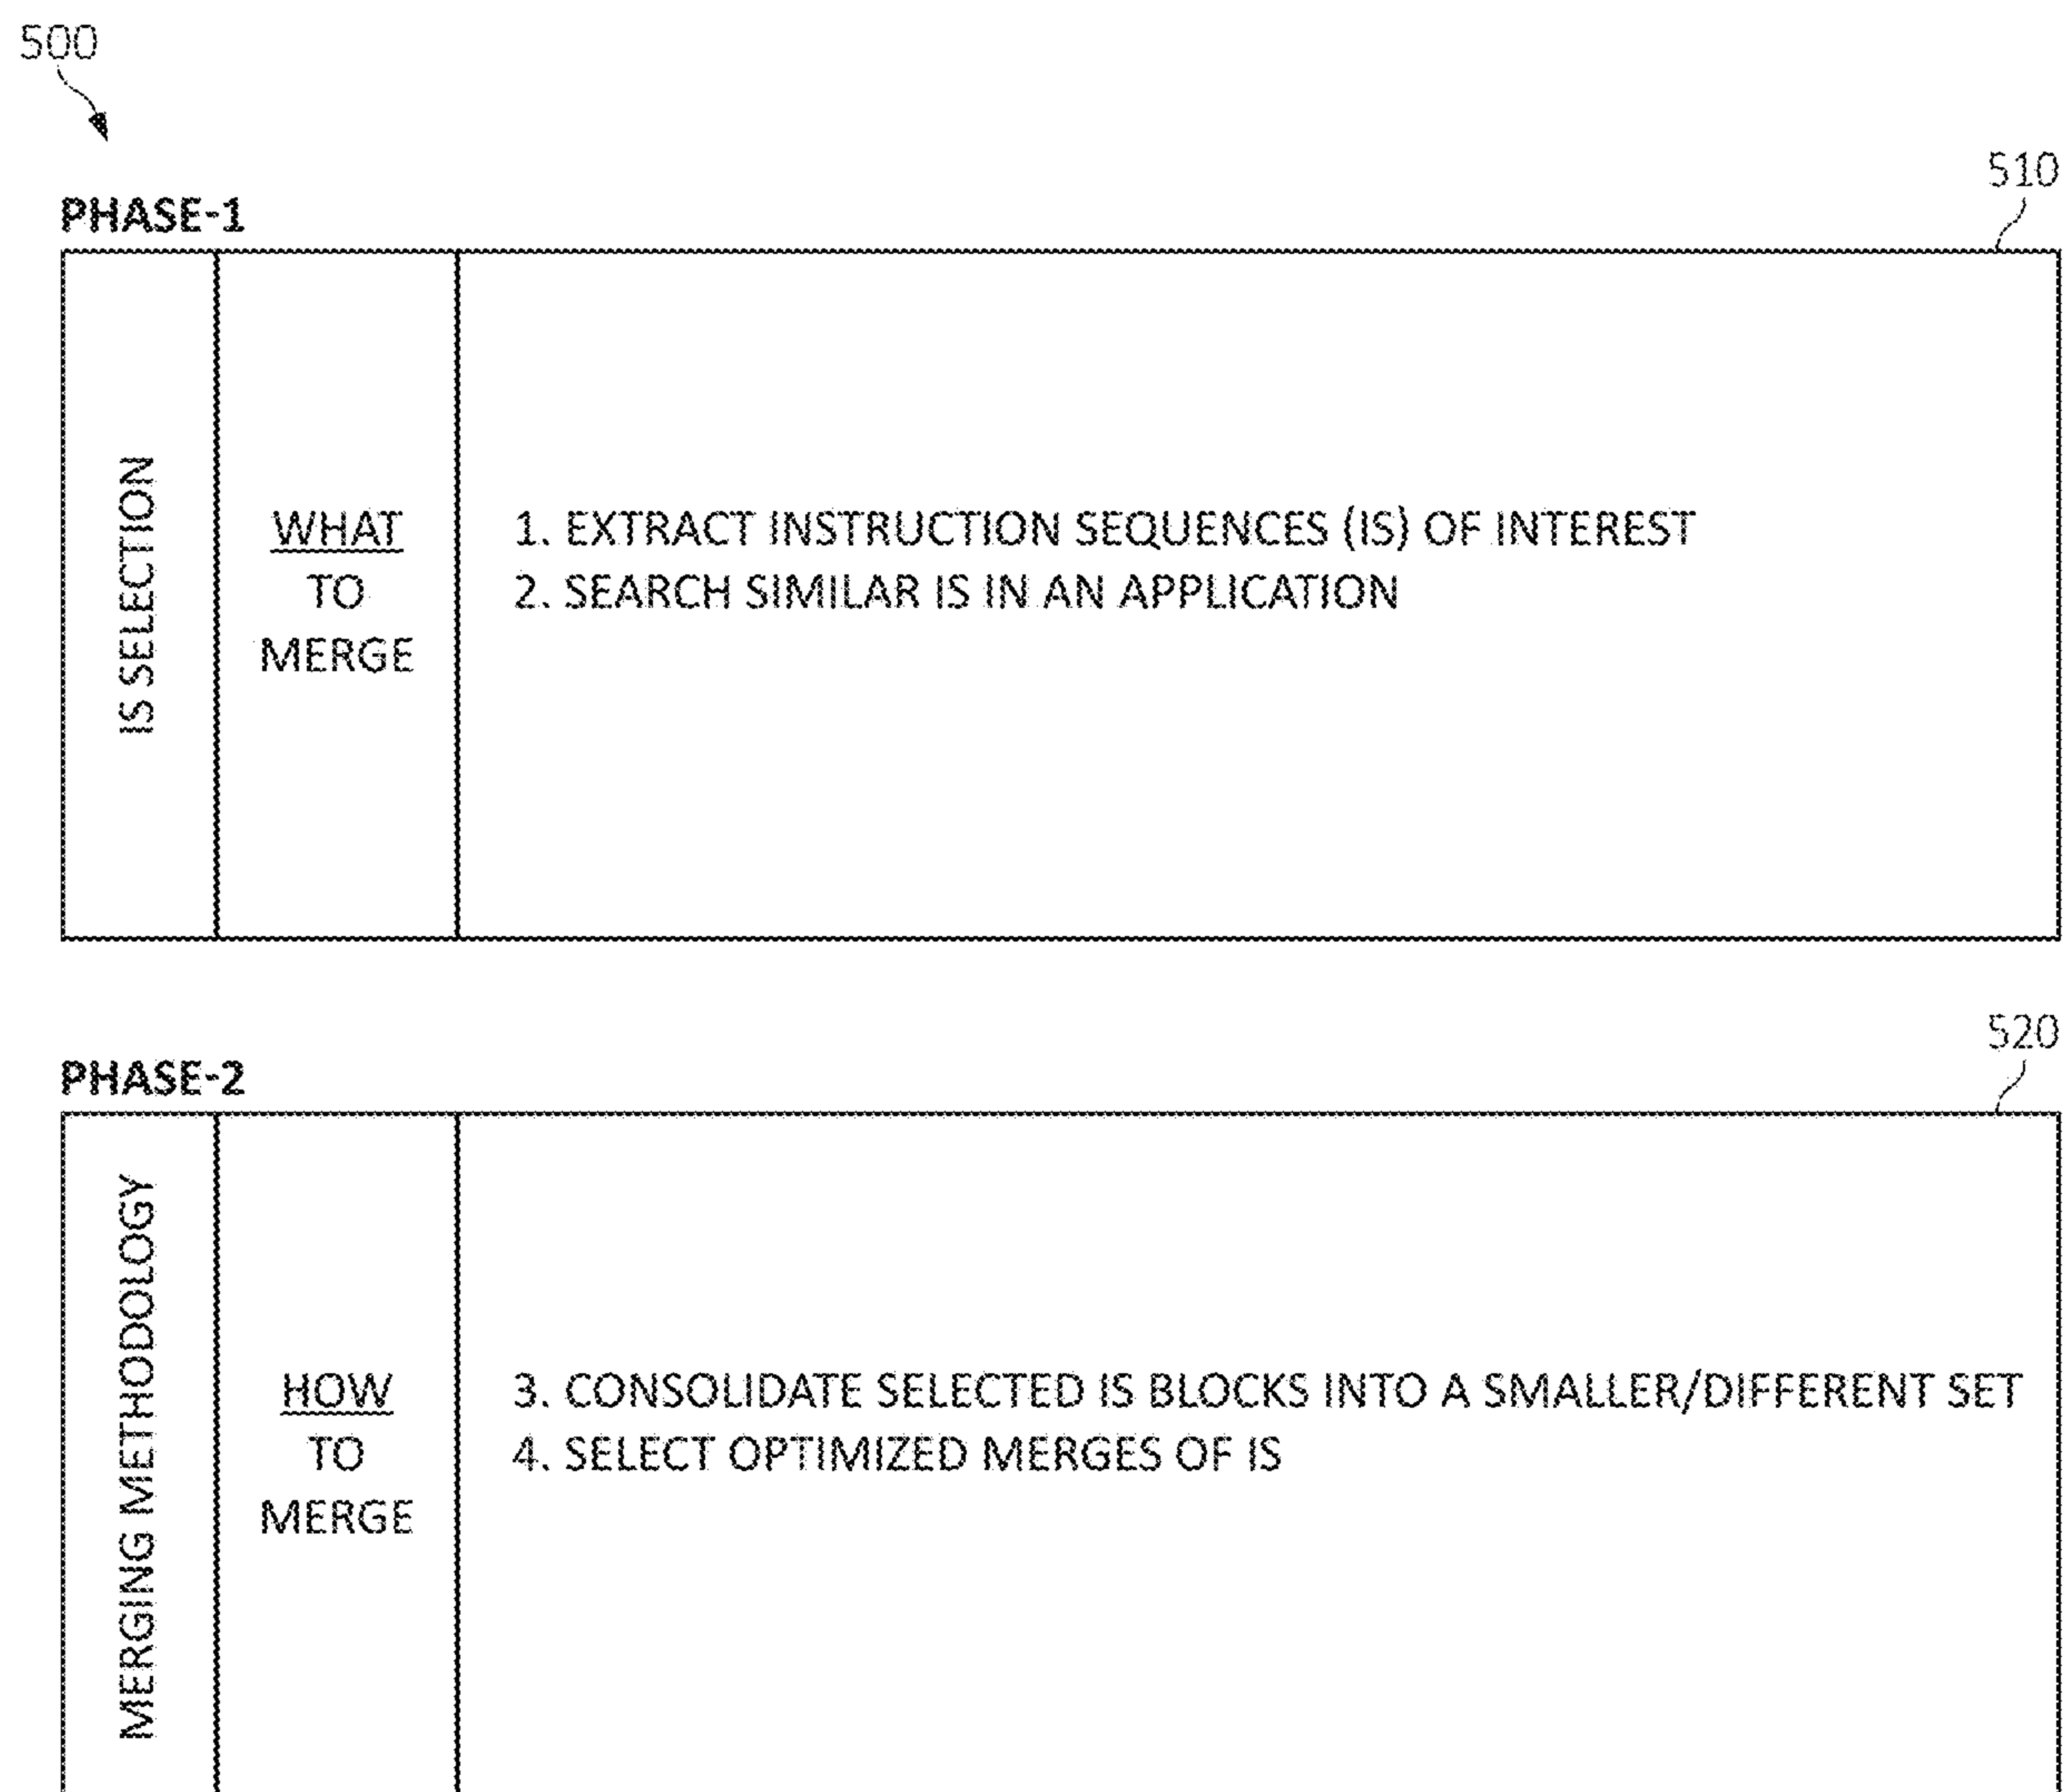 500
510
PHASE-1
IS SELECTION
WHAT
TO
MERGE
1. EXTRACT INSTRUCTION SEQUENCES (IS) OF INTEREST
2. SEARCH SIMILAR IS IN AN APPLICATION
520
PHASE-2
MERGING METHODOLOGY
HOW
TO
MERGE
3. CONSOLIDATE SELECTED IS BLOCKS INTO A SMALLER/DIFFERENT SET
4. SELECT OPTIMIZED MERGES OF IS